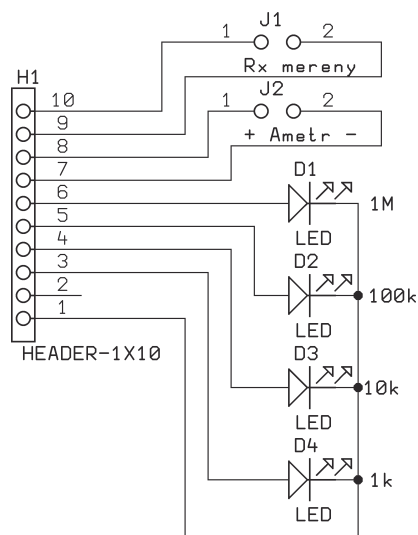 J1
1 2
Rx mereny
H1
J2
10
1 2
9
+ Ametr -
8
7
D1
6
1M
5
LED
4
D2
3
2
100k
1
LED
HEADER-1X10
D3
10k
LED
D4
1k
LED